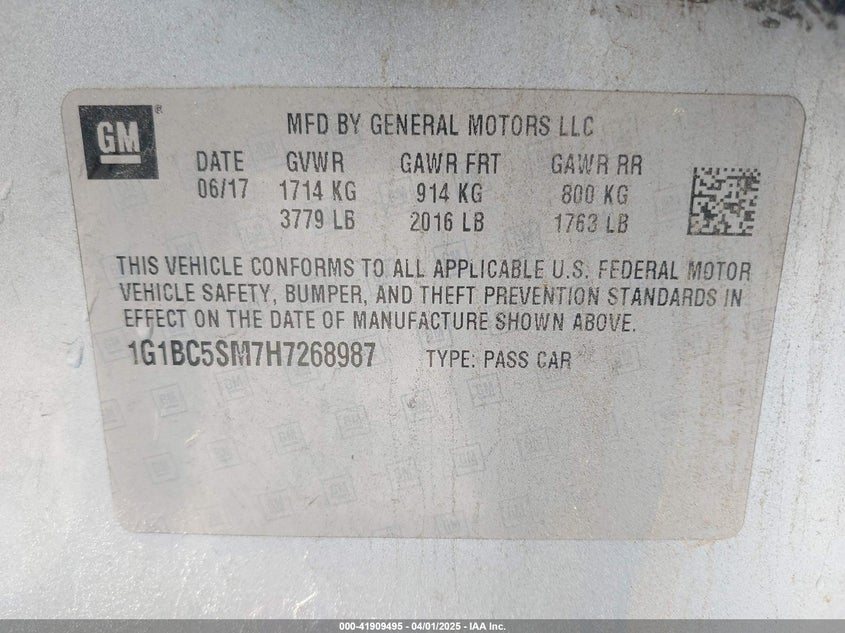 GM ®
MFD BY GENERAL MOTORS LLC
DATE GVWR GAWR FRT GAWR RR
06/17 1714 KG 914 KG 800 KG
3779 LB 2016 LB 1763 LB
THIS VEHICLE CONFORMS TO ALL APPLICABLE U.S. FEDERAL MOTOR
VEHICLE SAFETY, BUMPER, AND THEFT PREVENTION STANDARDS IN
EFFECT ON THE DATE OF MANUFACTURE SHOWN ABOVE.
1G1BC5SM7H7268987 TYPE: PASS CAR
000-41909495 - 04/01/2025 - IAA Inc.